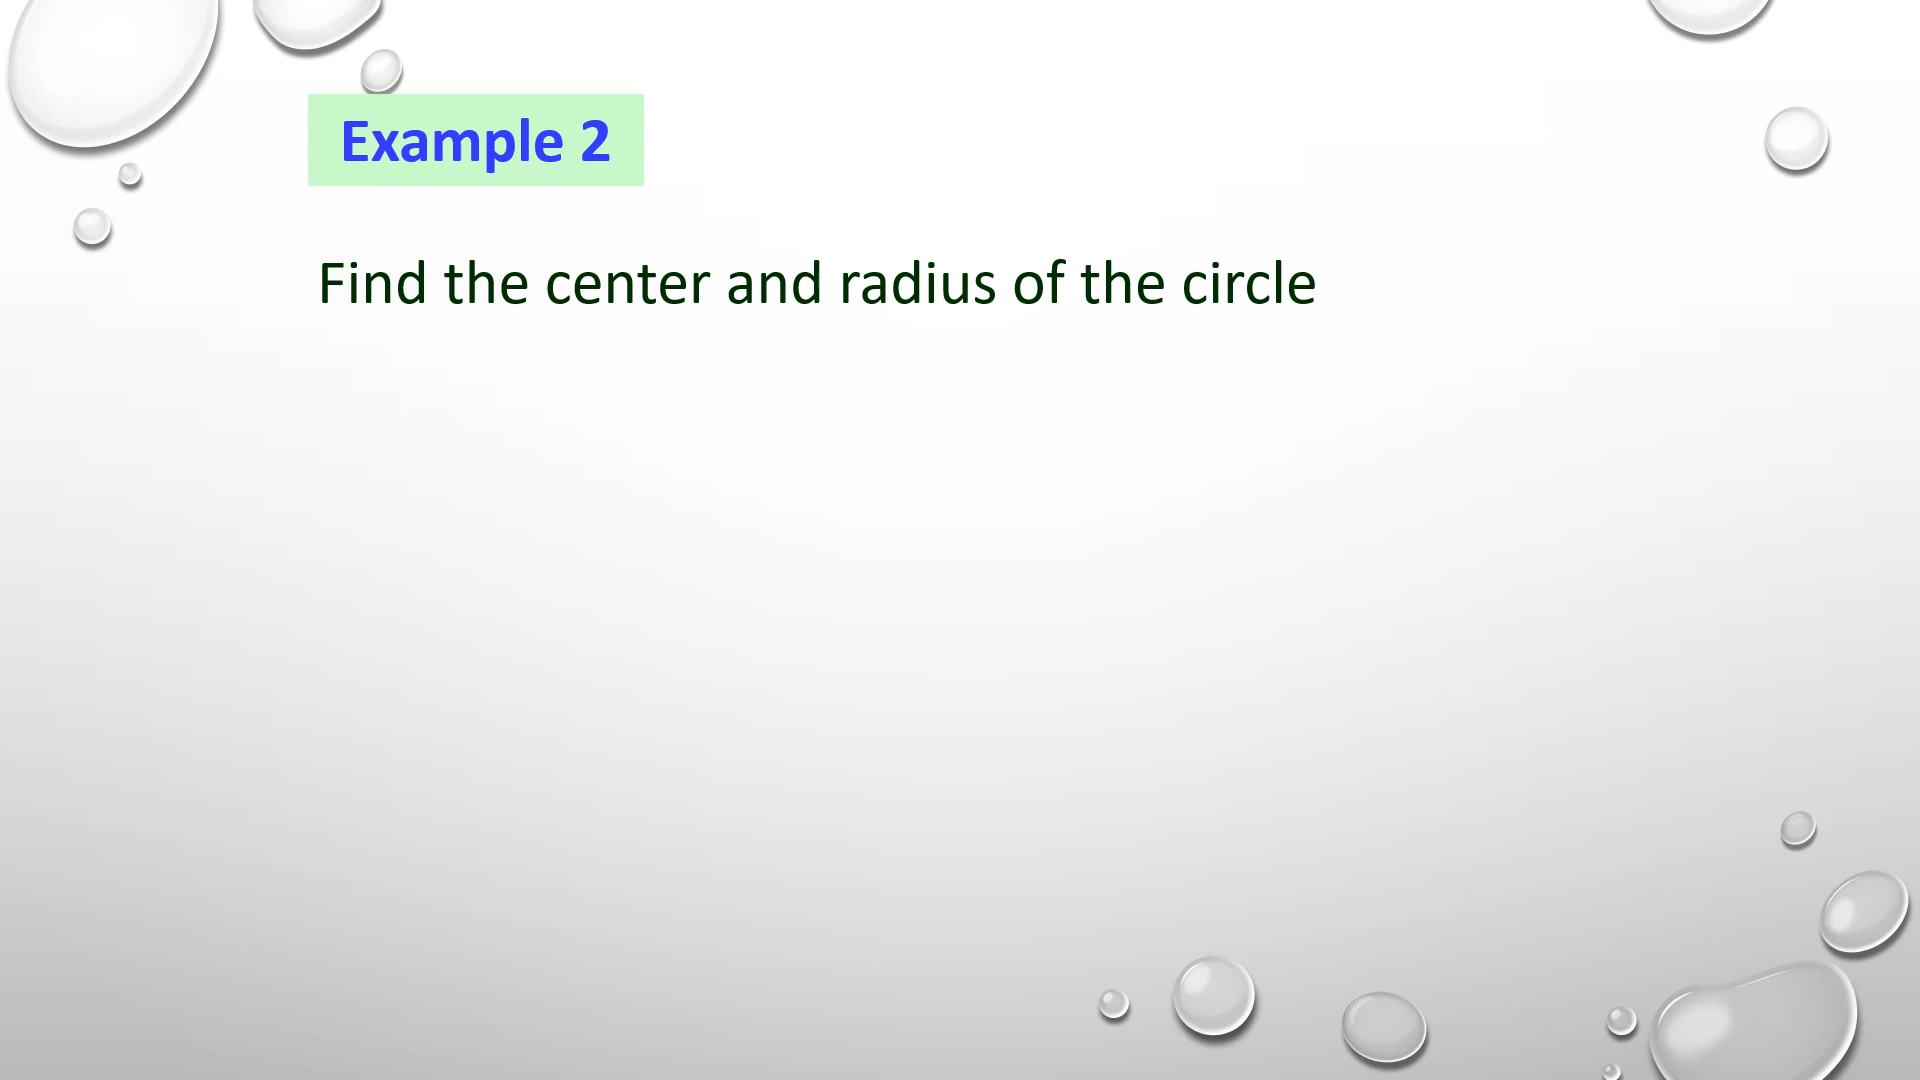 Example 2
Find the center and radius of the circle